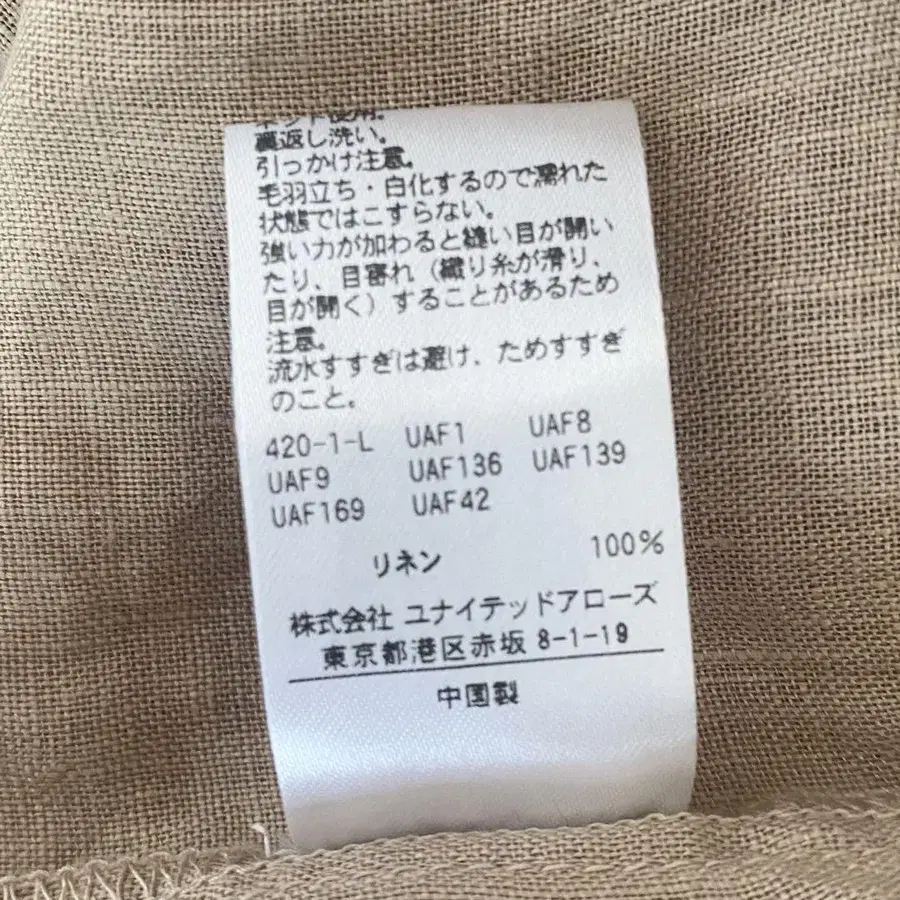 ネット使用。
裏返し洗い。
引っかけ注意。
毛羽立ち・白化するので濡れた
状態ではこすらない。
強い力が加わると縫い目が開い
たり、目寄れ（織り糸が滑り、
目が開く）することがあるため
注意。
流水すすぎは避け、ためすすぎ
のこと。
420-1-L UAF1 UAF8
UAF9 UAF136 UAF139
UAF169 UAF42
リネン 100%
株式会社 ユナイテッドアローズ
東京都港区赤坂 8-1-19
中国製